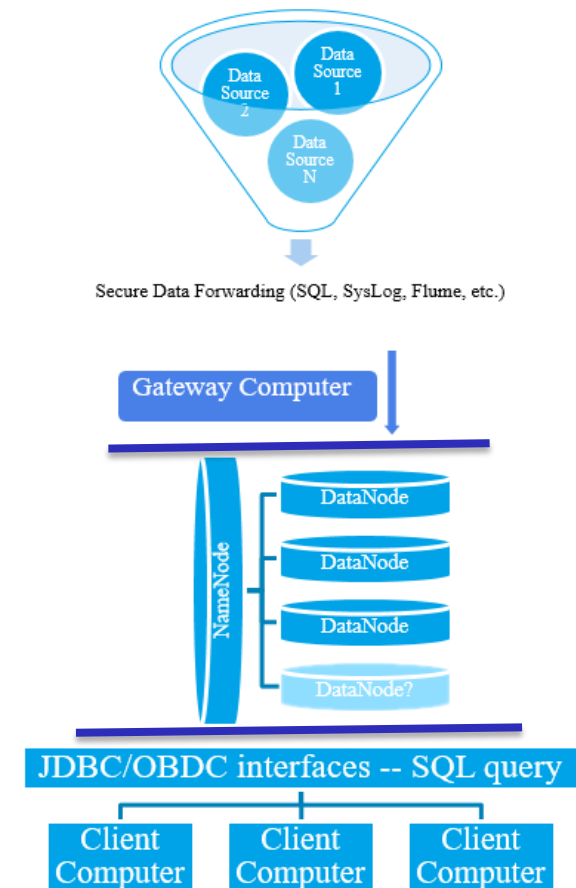 Data
Source
1
Data
Source
2
Data
Source
N
Secure Data Forwarding (SQL, SysLog, Flume, etc.)
Gateway Computer
NameNode
DataNode
DataNode
DataNode
DataNode?
JDBC/OBDC interfaces -- SQL query
Client
Computer
Client
Computer
Client
Computer